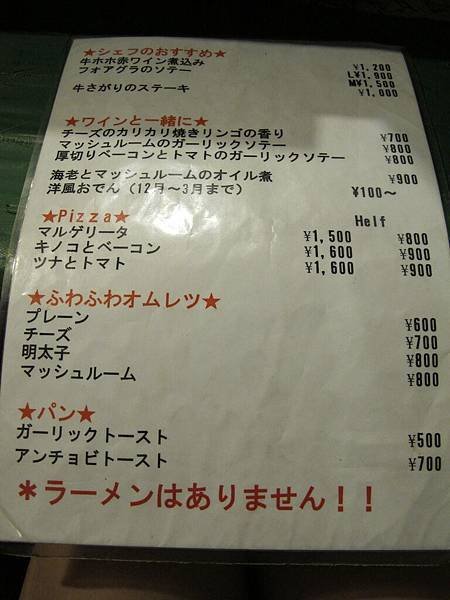 ★シェフのおすすめ★
牛ホホ赤ワイン煮込み ¥1,200
フォアグラのソテー L¥1,900
M¥1,500
牛さがりのステーキ ¥1,000
★ワインと一緒に★
チーズのカリカリ焼きリンゴの香り ¥700
マッシュルームのガーリックソテー ¥800
厚切りベーコンとトマトのガーリックソテー ¥800
海老とマッシュルームのオイル煮 ¥900
洋風おでん（12月～3月まで） ¥100～
★Pizza★ Helf
マルゲリータ ¥1,500 ¥800
キノコとベーコン ¥1,600 ¥900
ツナとトマト ¥1,600 ¥900
★ふわふわオムレツ★
プレーン ¥600
チーズ ¥700
明太子 ¥800
マッシュルーム ¥800
★パン★
ガーリックトースト ¥500
アンチョビトースト ¥700
＊ラーメンはありません！！